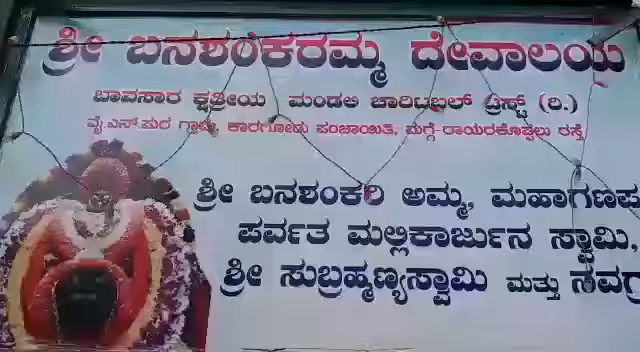 ಶ್ರೀ ಬನಶಂಕರಮ್ಮ ದೇವಾಲಯ
ಬಾವಸಾರ ಕ್ಷತ್ರೀಯ ಮಂಡಲಿ ಚಾರಿಟಬಲ್ ಟ್ರಸ್ಟ್ (ರಿ.)
ವೈ.ಎನ್.ಪುರ ಗ್ರಾಮ, ಕಾರಗೋಡು ಪಂಚಾಯಿತಿ, ಮಗ್ಗೆ-ರಾಯರಕೊಪ್ಪಲು ರಸ್ತೆ
ಶ್ರೀ ಬನಶಂಕರಿ ಅಮ್ಮ, ಮಹಾಗಣಪ
ಪರ್ವತ ಮಲ್ಲಿಕಾರ್ಜುನ ಸ್ವಾಮಿ,
ಶ್ರೀ ಸುಬ್ರಹ್ಮಣ್ಯಸ್ವಾಮಿ ಮತ್ತು ನವಗ್ರ